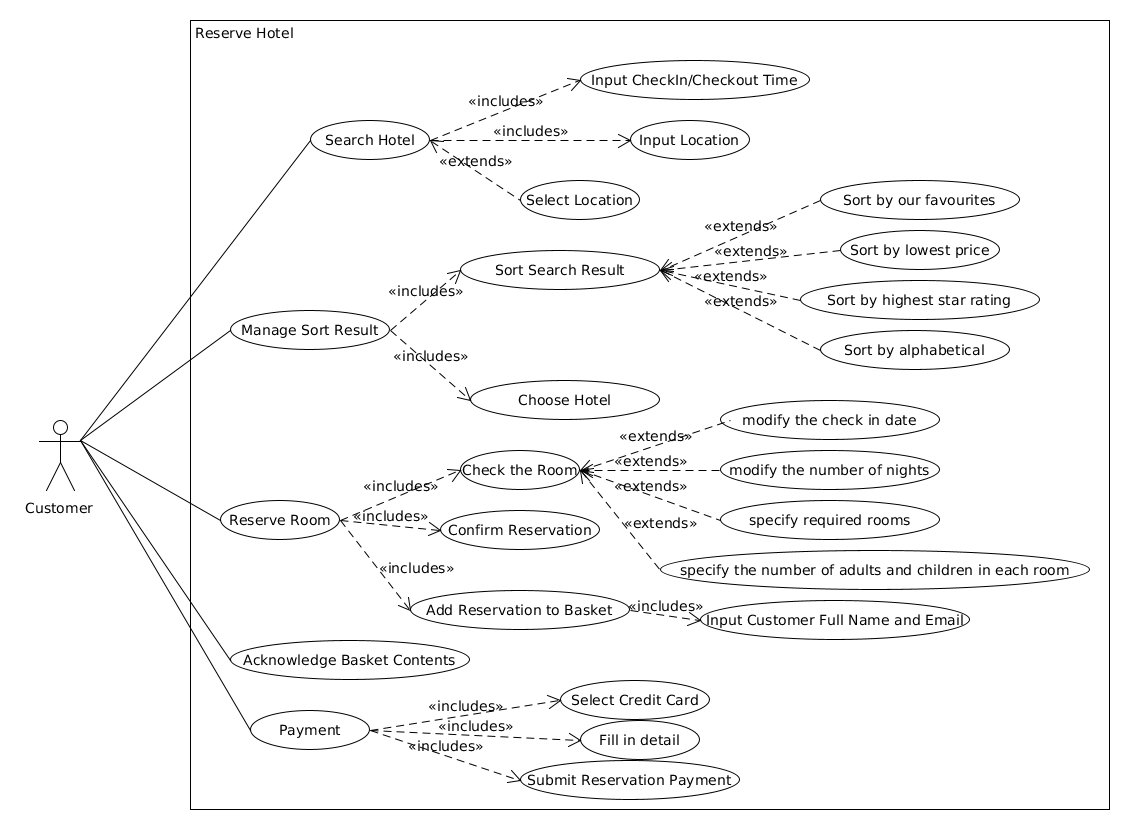 Reserve Hotel
Input CheckIn/Checkout Time
«includes»
Search Hotel
«includes»
Input Location
«extends»
Select Location
Sort by our favourites
«extends»
Sort by lowest price
«extends»
Sort Search Result
«extends»
Sort by highest star rating
«includes»
«extends»
Manage Sort Result
Sort by alphabetical
«includes»
Choose Hotel
modify the check in date
«extends»
«extends»
Check the Room
modify the number of nights
«includes»
«extends»
Customer
Reserve Room
«includes»
Confirm Reservation
«extends»
specify required rooms
«includes»
specify the number of adults and children in each room
Add Reservation to Basket
«includes»
Input Customer Full Name and Email
Acknowledge Basket Contents
Select Credit Card
«includes»
Payment
«includes»
Fill in detail
«includes»
Submit Reservation Payment